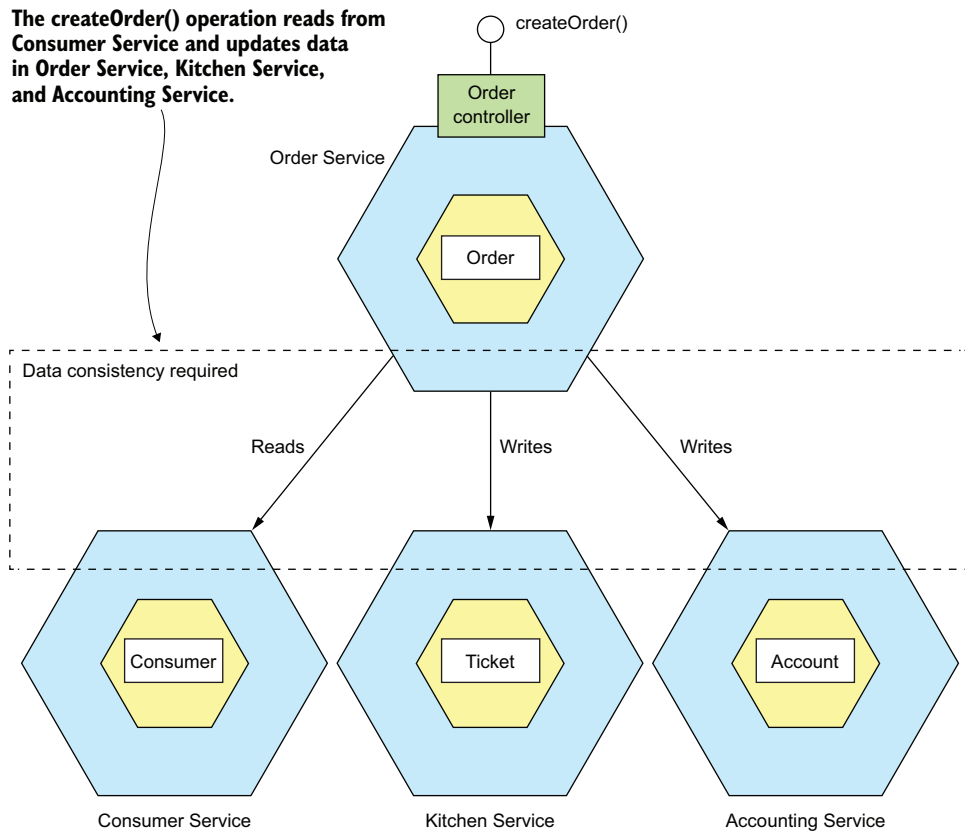 The createOrder() operation reads from
Consumer Service and updates data
in Order Service, Kitchen Service,
and Accounting Service.
createOrder()
Order
controller
Order Service
Order
Data consistency required
Reads
Writes
Writes
Consumer
Ticket
Account
Consumer Service
Kitchen Service
Accounting Service